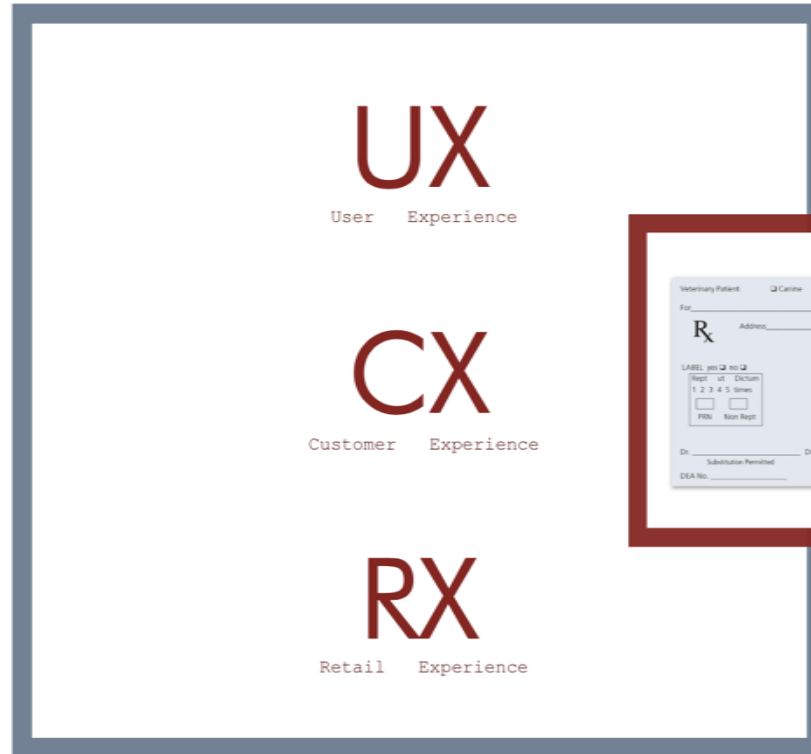 UX
User Experience
CX
Customer Experience
RX
Retail Experience
Veterinary Patient ❏ Canine
For
Rx
Address
LABEL yes ❏ no ❏
Rept ut Dictum
1 2 3 4 5 times
PRN Non Rept
Dr. D
Substitution Permitted
DEA No.